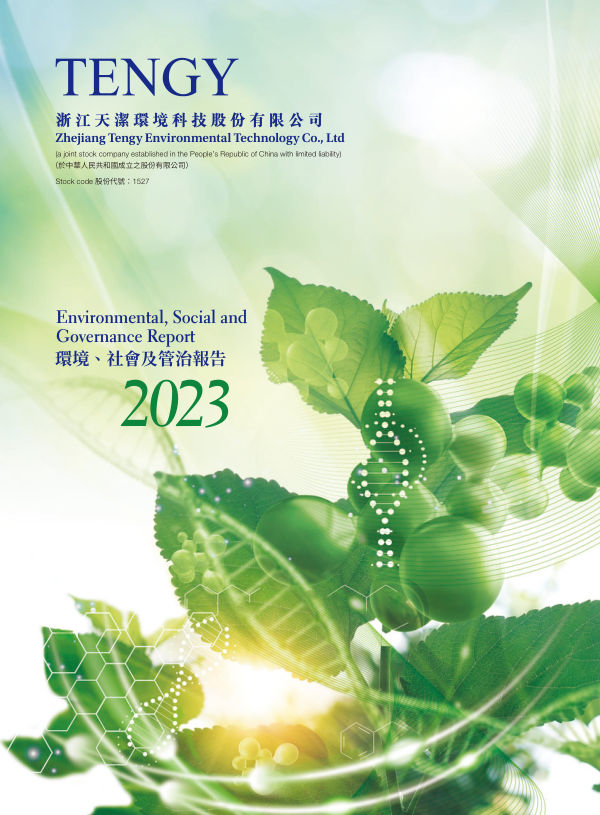 TENGY
浙江天潔環境科技股份有限公司
Zhejiang Tengy Environmental Technology Co., Ltd
(a joint stock company established in the People's Republic of China with limited liability)
(於中華人民共和國成立之股份有限公司)
Stock code 股份代號：1527
Environmental, Social and
Governance Report
環境、社會及管治報告
2023